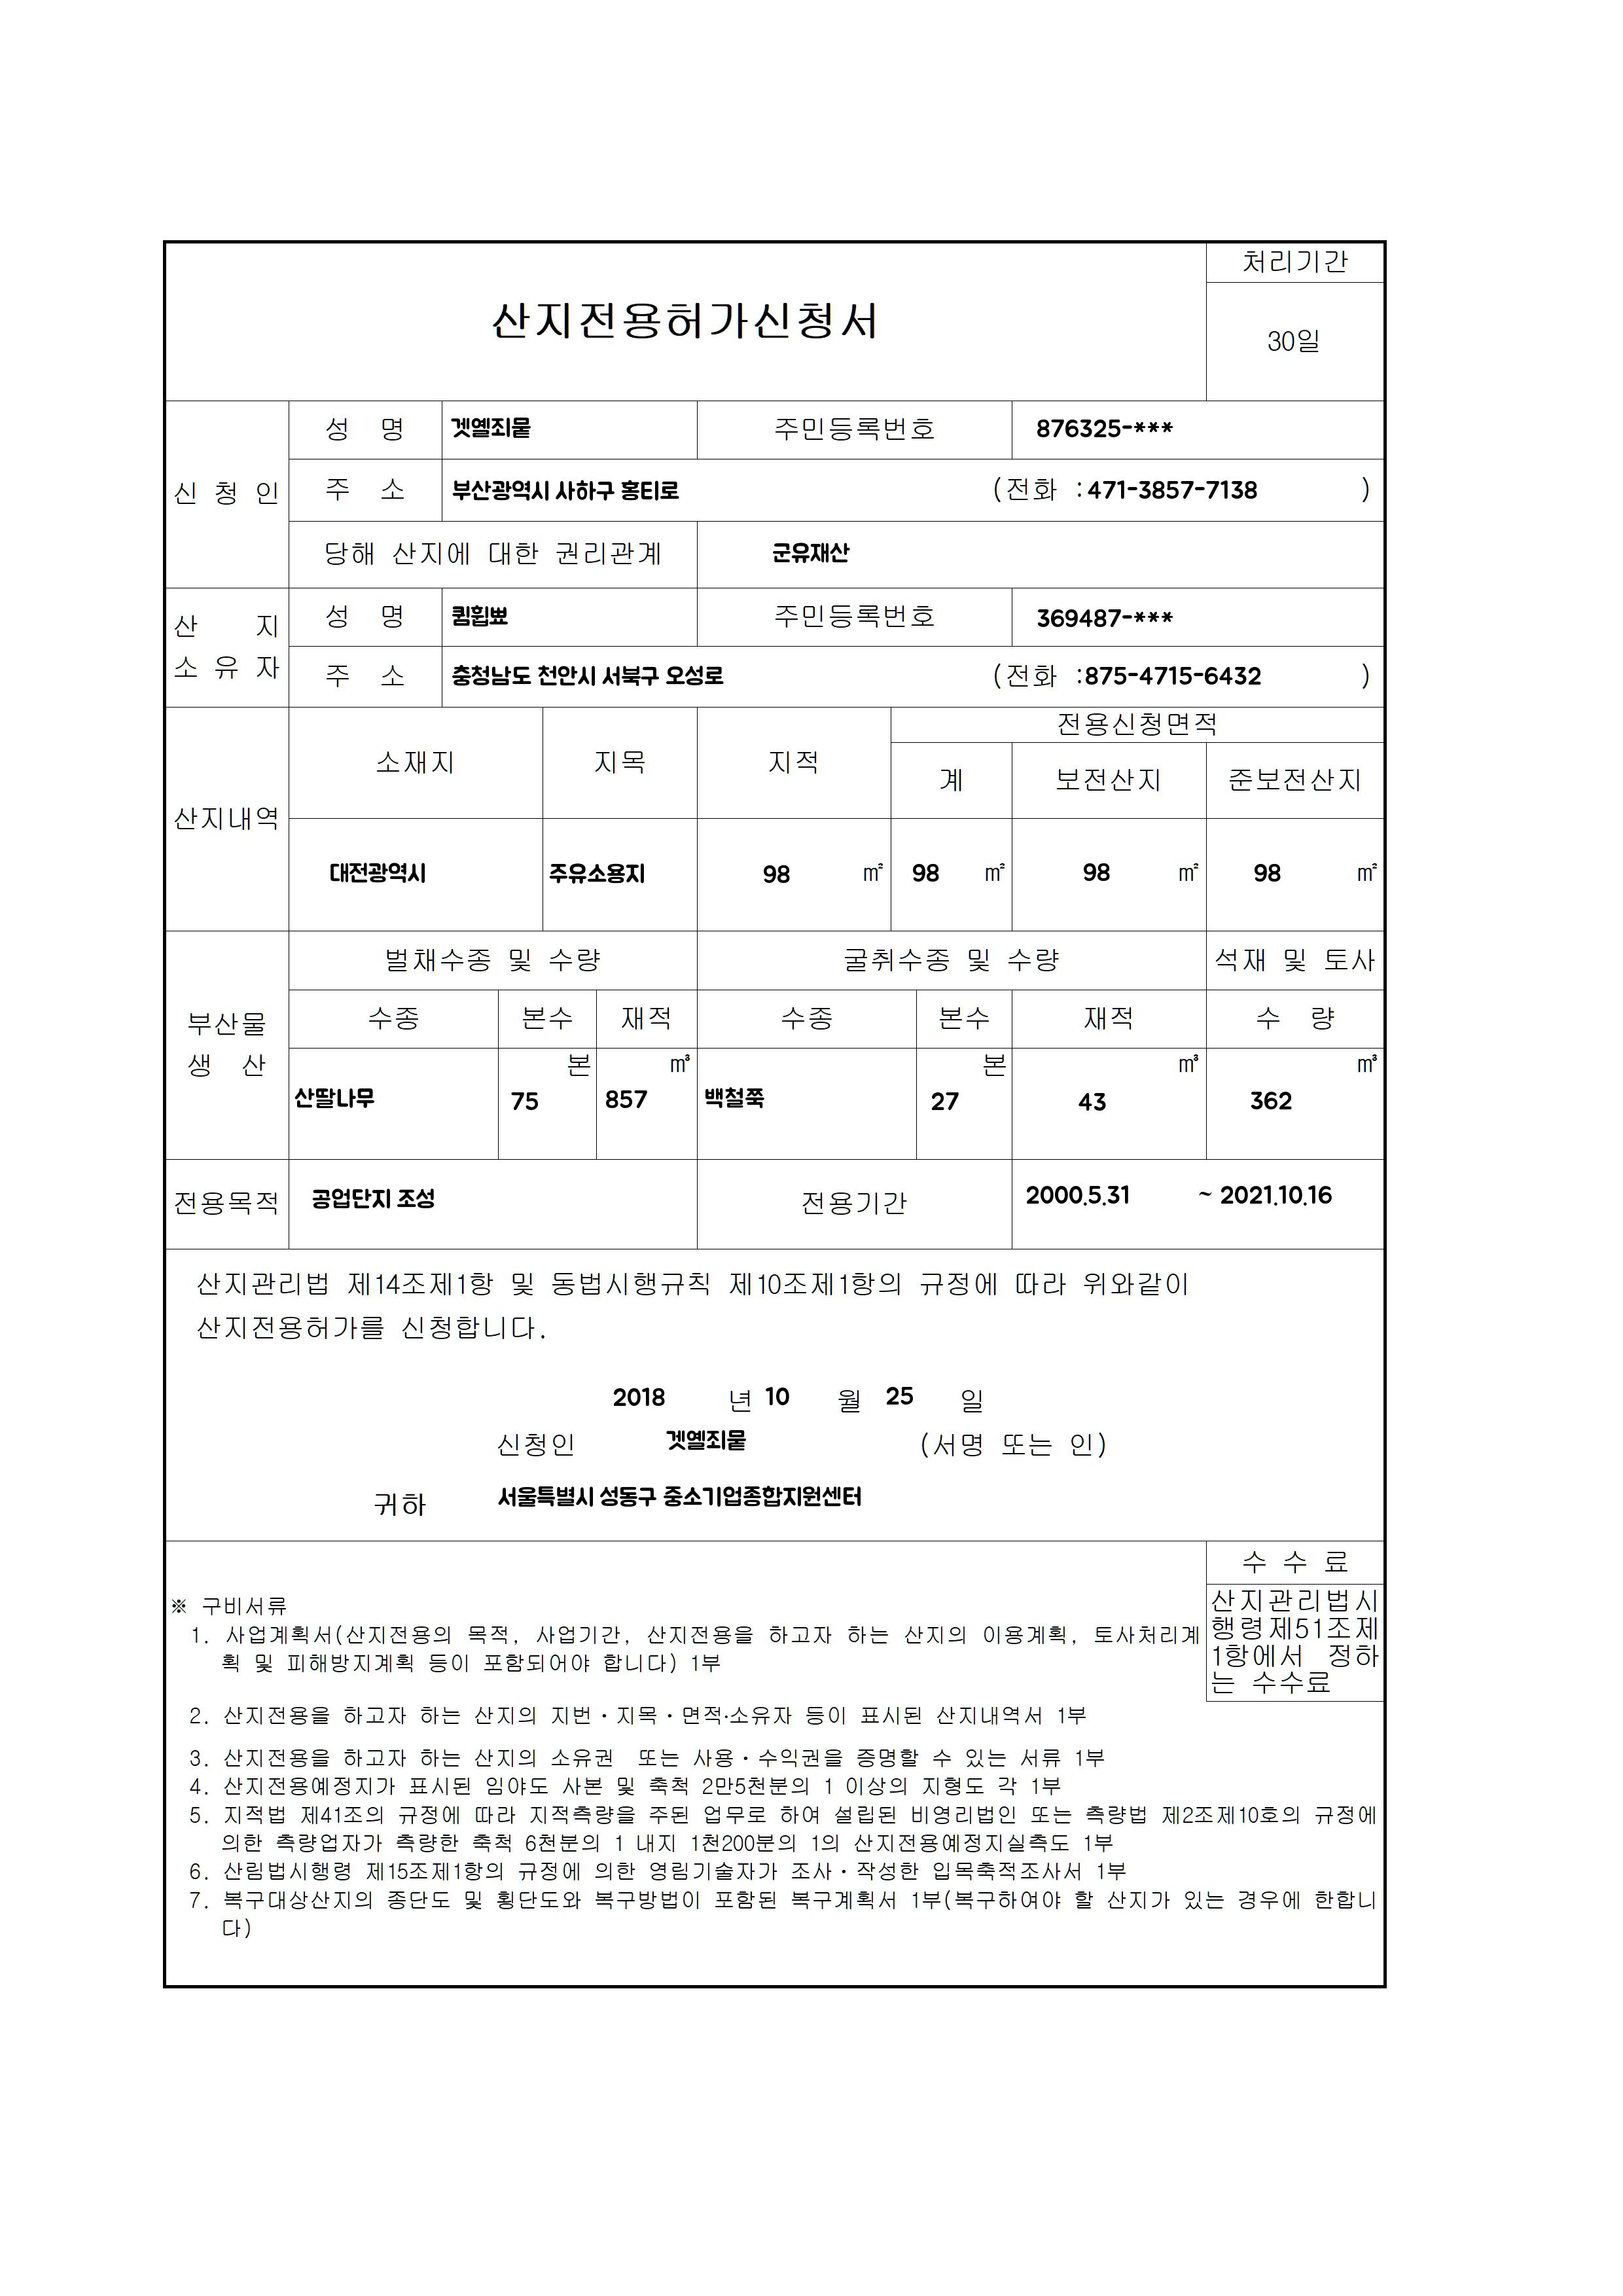 처리기간
산지전용허가신청서
30일
신 청 인
성 명 겟옐죄뭍 주민등록번호 876325-***
주 소 부산광역시 사하구 홍티로 (전화 :471-3857-7138 )
당해 산지에 대한 권리관계 군유재산
산 지
소 유 자
성 명 큄휩뾰 주민등록번호 369487-***
주 소 충청남도 천안시 서북구 오성로 (전화 :875-4715-6432 )
산지내역
소재지 지목 지적 전용신청면적
계 보전산지 준보전산지
대전광역시 주유소용지 98 ㎡ 98 ㎡ 98 ㎡ 98 ㎡
부산물
생 산
벌채수종 및 수량 굴취수종 및 수량 석재 및 토사
수종 본수 재적 수종 본수 재적 수 량
본 ㎥ 본 ㎥ ㎥
산딸나무 75 857 백철쭉 27 43 362
전용목적 공업단지 조성 전용기간 2000.5.31 ~ 2021.10.16
산지관리법 제14조제1항 및 동법시행규칙 제10조제1항의 규정에 따라 위와같이
산지전용허가를 신청합니다.
2018 년 10 월 25 일
신청인 겟옐죄뭍 (서명 또는 인)
귀하 서울특별시 성동구 중소기업종합지원센터
수 수 료
산지관리법시
행령제51조제
1항에서 정하
는 수수료
※ 구비서류
1. 사업계획서(산지전용의 목적, 사업기간, 산지전용을 하고자 하는 산지의 이용계획, 토사처리계
획 및 피해방지계획 등이 포함되어야 합니다) 1부
2. 산지전용을 하고자 하는 산지의 지번·지목·면적·소유자 등이 표시된 산지내역서 1부
3. 산지전용을 하고자 하는 산지의 소유권 또는 사용·수익권을 증명할 수 있는 서류 1부
4. 산지전용예정지가 표시된 임야도 사본 및 축척 2만5천분의 1 이상의 지형도 각 1부
5. 지적법 제41조의 규정에 따라 지적측량을 주된 업무로 하여 설립된 비영리법인 또는 측량법 제2조제10호의 규정에
의한 측량업자가 측량한 축척 6천분의 1 내지 1천200분의 1의 산지전용예정지실측도 1부
6. 산림법시행령 제15조제1항의 규정에 의한 영림기술자가 조사·작성한 입목축적조사서 1부
7. 복구대상산지의 종단도 및 횡단도와 복구방법이 포함된 복구계획서 1부(복구하여야 할 산지가 있는 경우에 한합니
다)